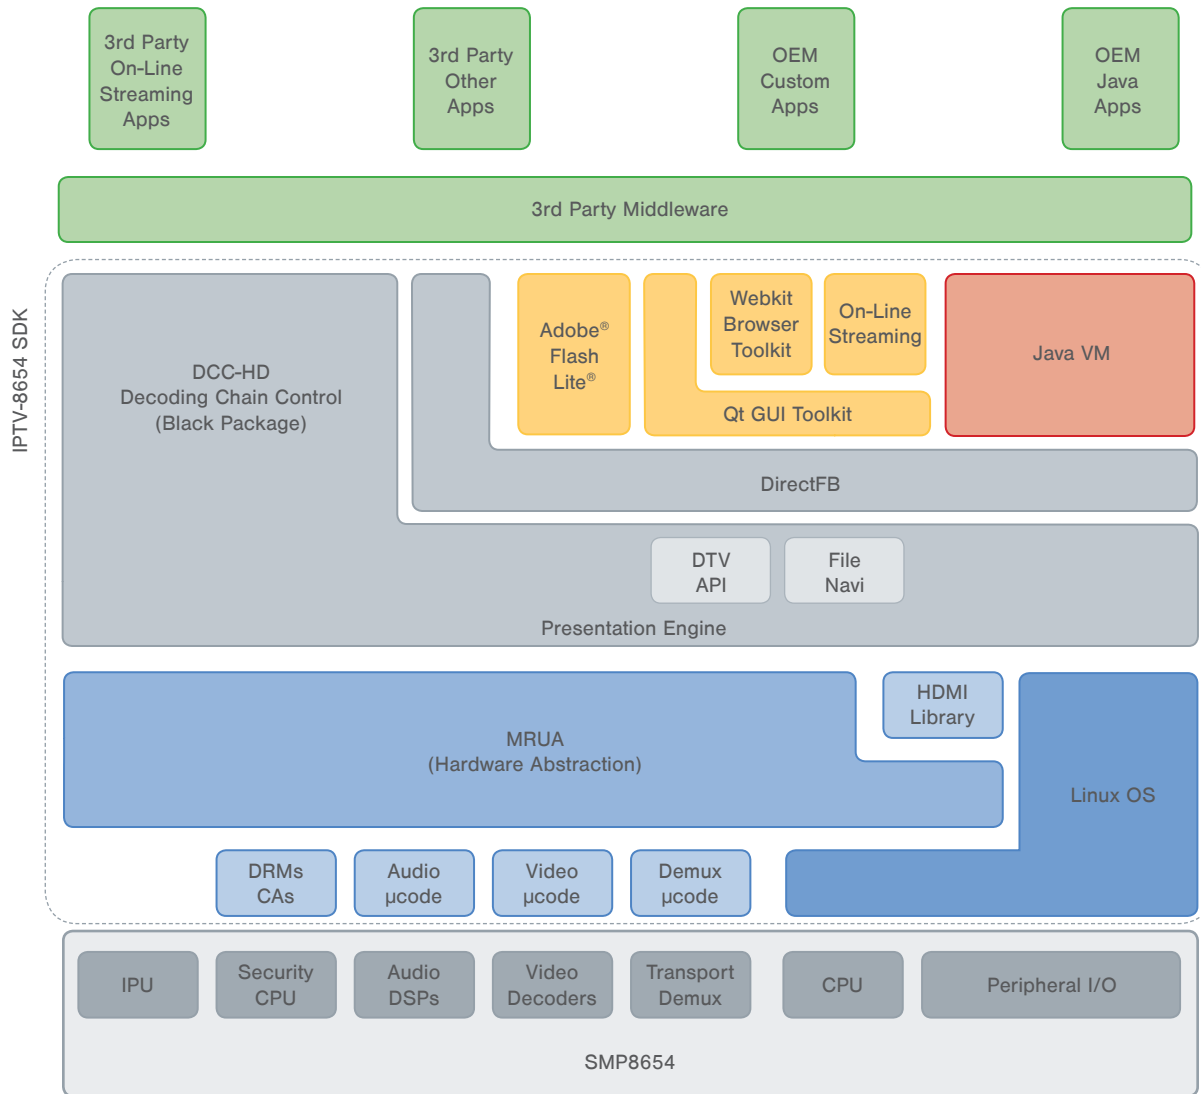 3rd Party
On-Line
Streaming
Apps
3rd Party
Other
Apps
OEM
Custom
Apps
OEM
Java
Apps
3rd Party Middleware
IPTV-8654 SDK
DCC-HD
Decoding Chain Control
(Black Package)
Adobe®
Flash
Lite®
Webkit
Browser
Toolkit
On-Line
Streaming
Qt GUI Toolkit
Java VM
DirectFB
DTV
API
File
Navi
Presentation Engine
MRUA
(Hardware Abstraction)
HDMI
Library
Linux OS
DRMs
CAs
Audio
µcode
Video
µcode
Demux
µcode
IPU
Security
CPU
Audio
DSPs
Video
Decoders
Transport
Demux
CPU
Peripheral I/O
SMP8654